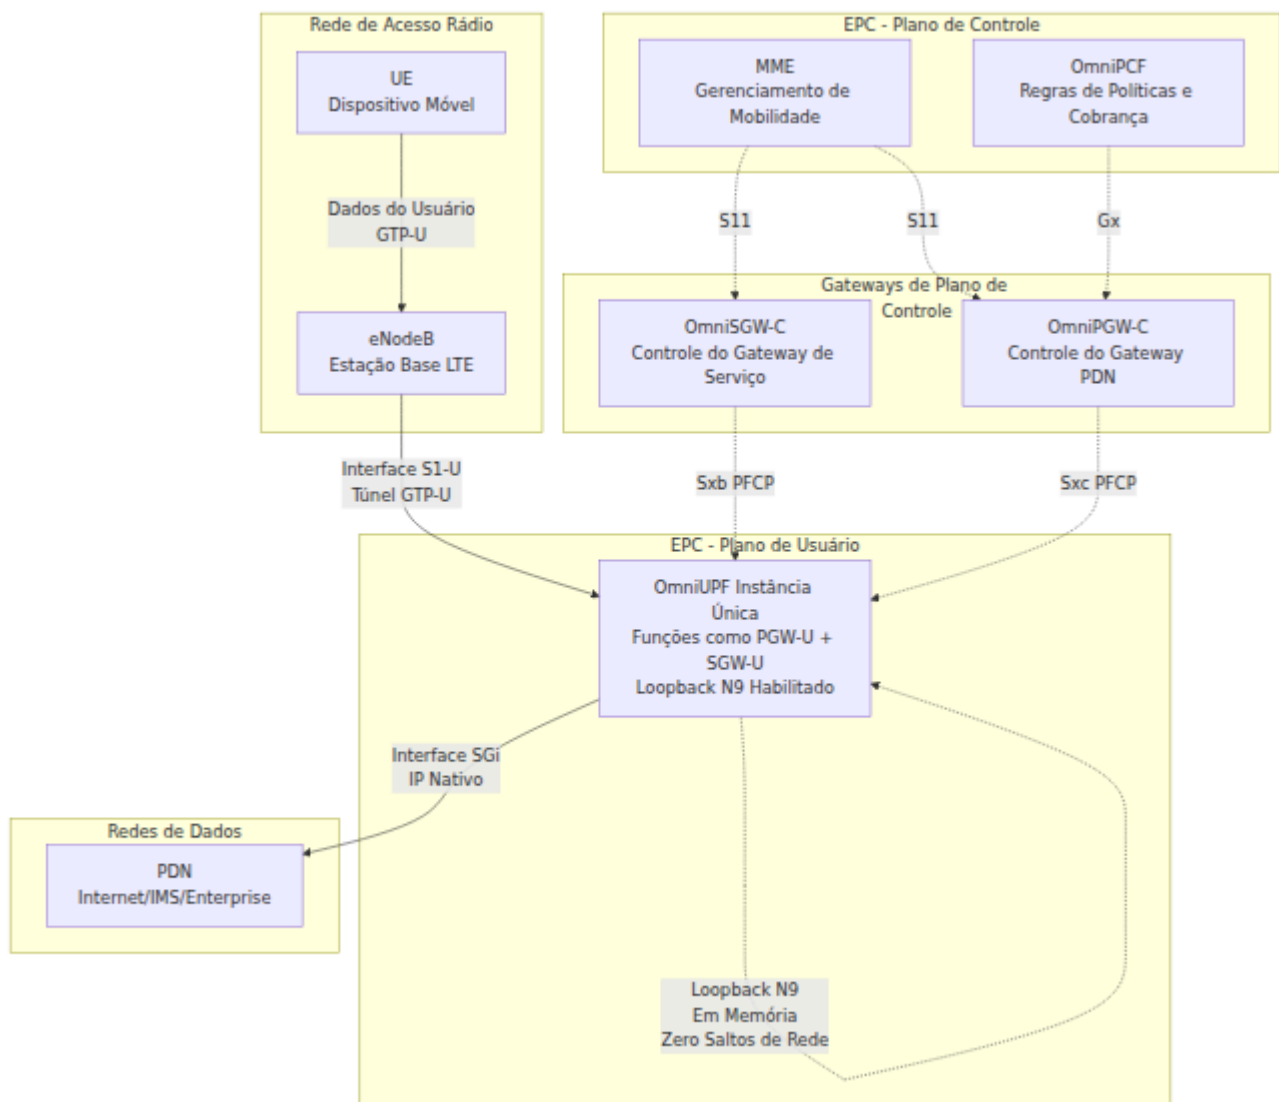 Rede de Acesso Rádio
UE
Dispositivo Móvel
Dados do Usuário
GTP-U
eNodeB
Estação Base LTE
EPC - Plano de Controle
MME
Gerenciamento de
Mobilidade
OmniPCF
Regras de Políticas e
Cobrança
S11
S11
Gx
Gateways de Plano de
Controle
OmniSGW-C
Controle do Gateway de
Serviço
OmniPGW-C
Controle do Gateway
PDN
Interface S1-U
Túnel GTP-U
Sxb PFCP
Sxc PFCP
EPC - Plano de Usuário
OmniUPF Instância
Única
Funções como PGW-U +
SGW-U
Loopback N9 Habilitado
Interface SGi
IP Nativo
Redes de Dados
PDN
Internet/IMS/Enterprise
Loopback N9
Em Memória
Zero Saltos de Rede